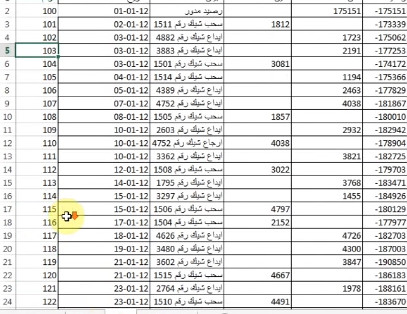 2 100 01-01-12 رصيد مدور 175151 -175151
3 101 02-01-12 سحب شيك رقم 1511 1812 -173339
4 102 03-01-12 ايداع شيك رقم 4882 1723 -175062
5 103 03-01-12 ايداع شيك رقم 3883 2191 -177253
6 104 03-01-12 سحب شيك رقم 1501 3081 -174172
7 105 04-01-12 سحب شيك رقم 1514 1194 -175366
8 106 05-01-12 ايداع شيك رقم 4389 2463 -177829
9 107 07-01-12 ايداع شيك رقم 4752 4038 -181867
10 108 08-01-12 سحب شيك رقم 1505 1857 -180010
11 109 10-01-12 ايداع شيك رقم 2603 2932 -182942
12 110 10-01-12 ارجاع شيك رقم 4752 4038 -178904
13 111 10-01-12 ايداع شيك رقم 3362 3821 -182725
14 112 12-01-12 سحب شيك رقم 1508 3022 -179703
15 113 14-01-12 ايداع شيك رقم 1795 3768 -183471
16 114 15-01-12 ايداع شيك رقم 3297 1455 -184926
17 115 15-01-12 سحب شيك رقم 1506 4797 -180129
18 116 17-01-12 سحب شيك رقم 1504 2152 -177977
19 117 18-01-12 ايداع شيك رقم 4626 4726 -182703
20 118 19-01-12 ايداع شيك رقم 3480 4300 -187003
21 119 21-01-12 ايداع شيك رقم 3602 3847 -190850
22 120 21-01-12 سحب شيك رقم 1515 4667 -186183
23 121 23-01-12 ايداع شيك رقم 2764 1978 -188161
24 122 23-01-12 سحب شيك رقم 1510 4491 -183670